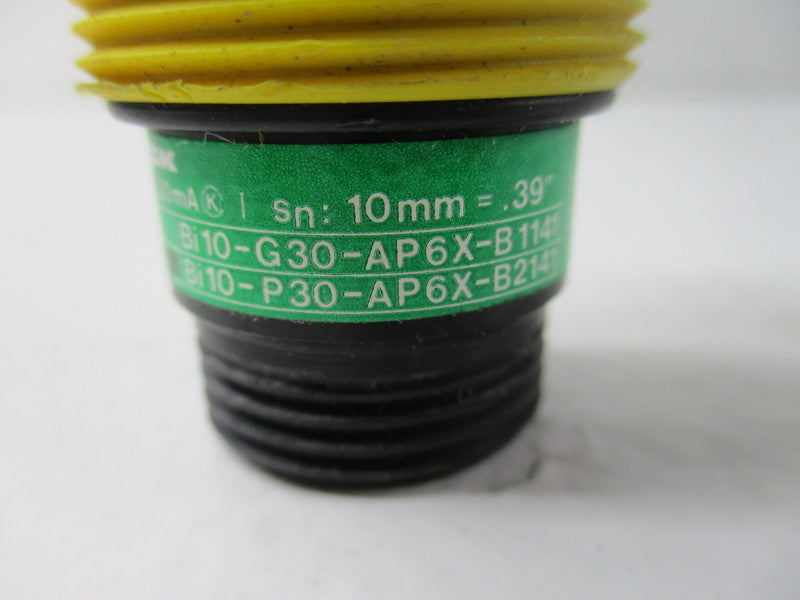 Ⓚ | sn: 10mm = .39"
Bi10-G30-AP6X-B1141
Bi10-P30-AP6X-B2141